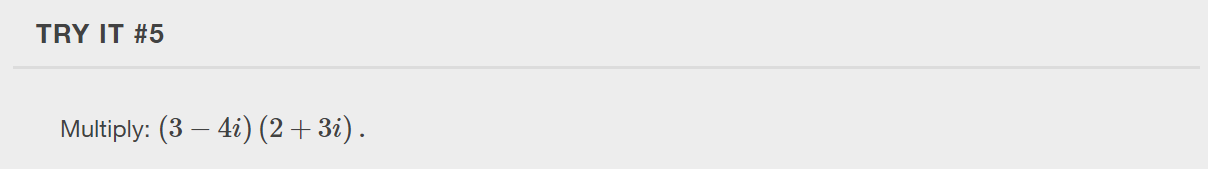 TRY IT #5
Multiply: (3 − 4i) (2 + 3i) .